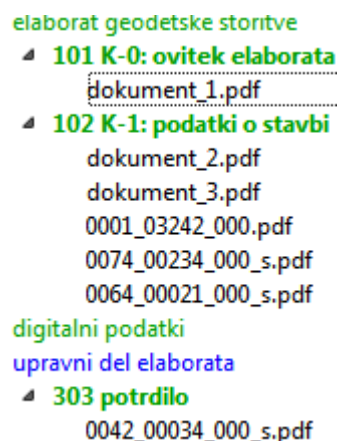 elaborat geodetske storitve
101 K-0: ovitek elaborata
dokument_1.pdf
102 K-1: podatki o stavbi
dokument_2.pdf
dokument_3.pdf
0001_03242_000.pdf
0074_00234_000_s.pdf
0064_00021_000_s.pdf
digitalni podatki
upravni del elaborata
303 potrdilo
0042_00034_000_s.pdf